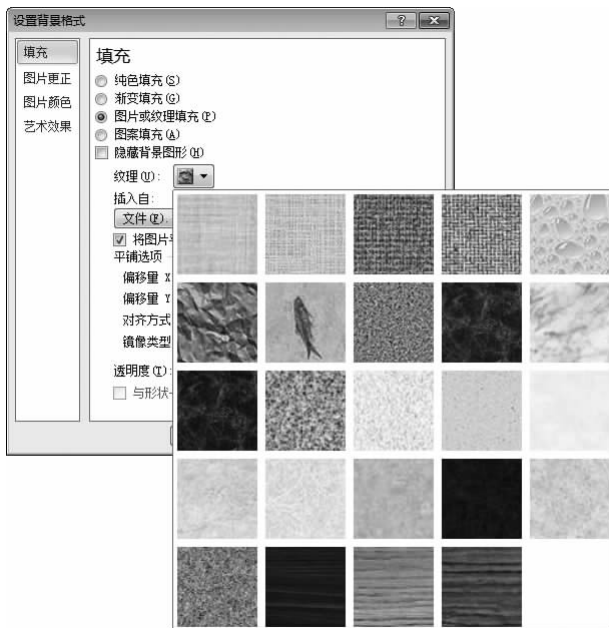 设置背景格式
填充
图片更正
图片颜色
艺术效果
填充
纯色填充(S)
渐变填充(G)
图片或纹理填充(P)
图案填充(A)
隐藏背景图形(H)
纹理(U):
插入自:
文件(F).
将图片
平铺选项
偏移量 X
偏移量 Y
对齐方式
镜像类型
透明度(T):
与形状